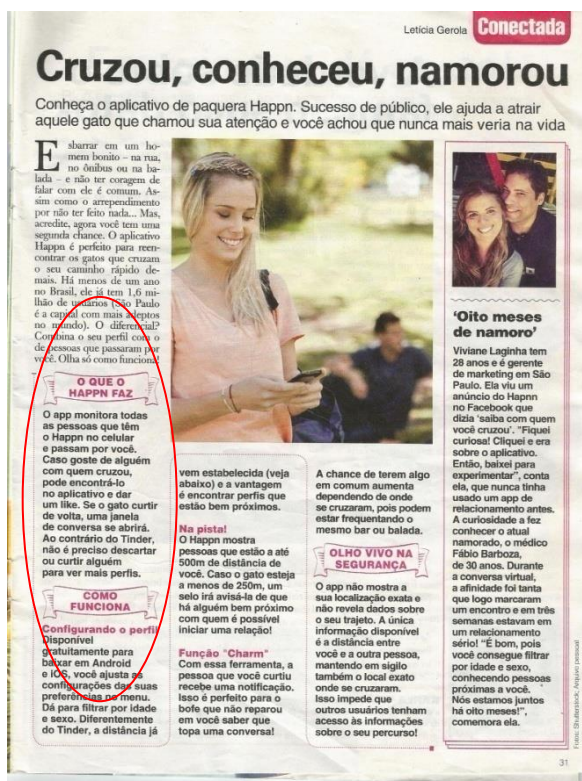 Letícia Gerola
Conectada
Cruzou, conheceu, namorou
Conheça o aplicativo de paquera Happn. Sucesso de público, ele ajuda a atrair
aquele gato que chamou sua atenção e você achou que nunca mais veria na vida
Esbarrar em um ho-
mem bonito – na rua,
no ônibus ou na ba-
lada – e não ter coragem de
falar com ele é comum. As-
sim como o arrependimento
por não ter feito nada... Mas,
acredite, agora você tem uma
segunda chance. O aplicativo
Happn é perfeito para reen-
contrar os gatos que cruzam
o seu caminho rápido de-
mais. Há menos de um ano
no Brasil, ele já tem 1,6 mi-
lhão de usuários (São Paulo
é a capital com mais adeptos
no mundo). O diferencial?
Combina o seu perfil com o
de pessoas que passaram por
você. Olha só como funciona!
O QUE O
HAPPN FAZ
O app monitora todas
as pessoas que têm
o Happn no celular
e passam por você.
Caso goste de alguém
com quem cruzou,
pode encontrá-lo
no aplicativo e dar
um like. Se o gato curtir
de volta, uma janela
de conversa se abrirá.
Ao contrário do Tinder,
não é preciso descartar
ou curtir alguém
para ver mais perfis.
COMO
FUNCIONA
Configurando o perfil
Disponível
gratuitamente para
baixar em Android
e iOS, você ajusta as
configurações das suas
preferências no menu.
Dá para filtrar por idade
e sexo. Diferentemente
do Tinder, a distância já
vem estabelecida (veja
abaixo) e a vantagem
é encontrar perfis que
estão bem próximos.
Na pista!
O Happn mostra
pessoas que estão a até
500m de distância de
você. Caso o gato esteja
a menos de 250m, um
selo irá avisá-la de que
há alguém bem próximo
com quem é possível
iniciar uma relação!
Função "Charm"
Com essa ferramenta, a
pessoa que você curtiu
recebe uma notificação.
Isso é perfeito para o
bofe que não reparou
em você saber que
topa uma conversa!
A chance de terem algo
em comum aumenta
dependendo de onde
se cruzaram, pois podem
estar frequentando o
mesmo bar ou balada.
OLHO VIVO NA
SEGURANÇA
O app não mostra a
sua localização exata e
não revela dados sobre
o seu trajeto. A única
informação disponível
é a distância entre
você e a outra pessoa,
mantendo em sigilo
também o local exato
onde se cruzaram.
Isso impede que
outros usuários tenham
acesso às informações
sobre o seu percurso!
'Oito meses
de namoro'
Viviane Laginha tem
28 anos e é gerente
de marketing em São
Paulo. Ela viu um
anúncio do Hapnn
no Facebook que
dizia 'saiba com quem
você cruzou'. "Fiquei
curiosa! Cliquei e era
sobre o aplicativo.
Então, baixei para
experimentar", conta
ela, que nunca tinha
usado um app de
relacionamento antes.
A curiosidade a fez
conhecer o atual
namorado, o médico
Fábio Barboza,
de 30 anos. Durante
a conversa virtual,
a afinidade foi tanta
que logo marcaram
um encontro e em três
semanas estavam em
um relacionamento
sério! "É bom, pois
você consegue filtrar
por idade e sexo,
conhecendo pessoas
próximas a você.
Nós estamos juntos
há oito meses!",
comemora ela.
Fotos: Shutterstock, Arquivo pessoal
31